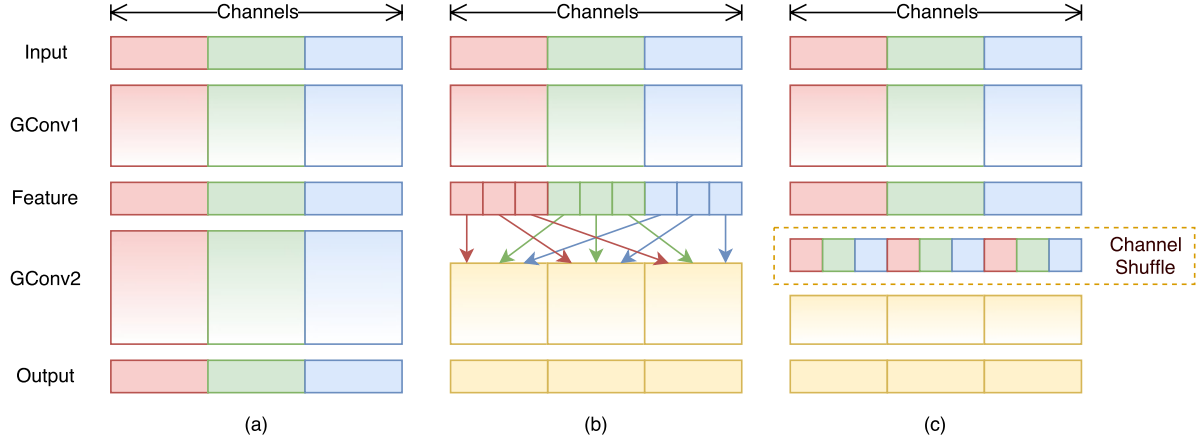 Channels
Channels
Channels
Input
GConv1
Feature
GConv2
Channel
Shuffle
Output
(a)
(b)
(c)